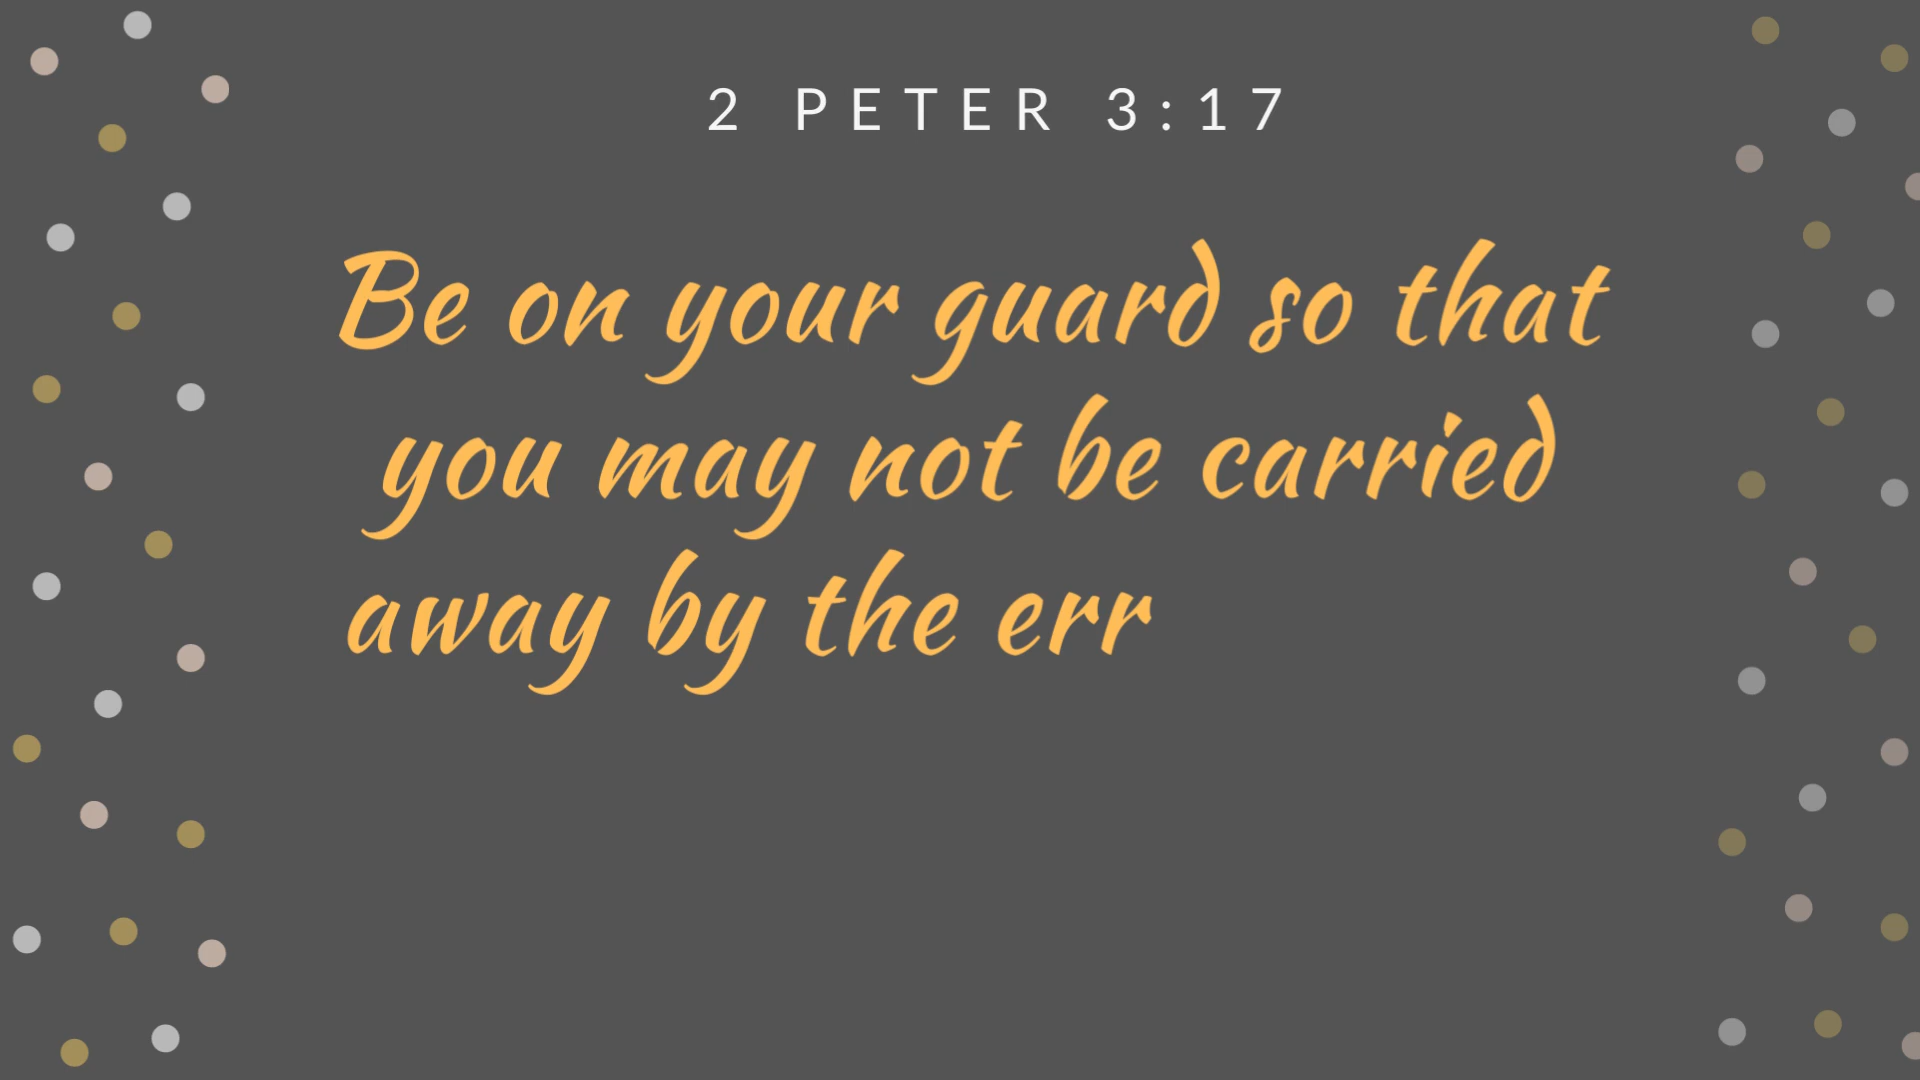 2 PETER 3:17
Be on your guard so that
you may not be carried
away by the err